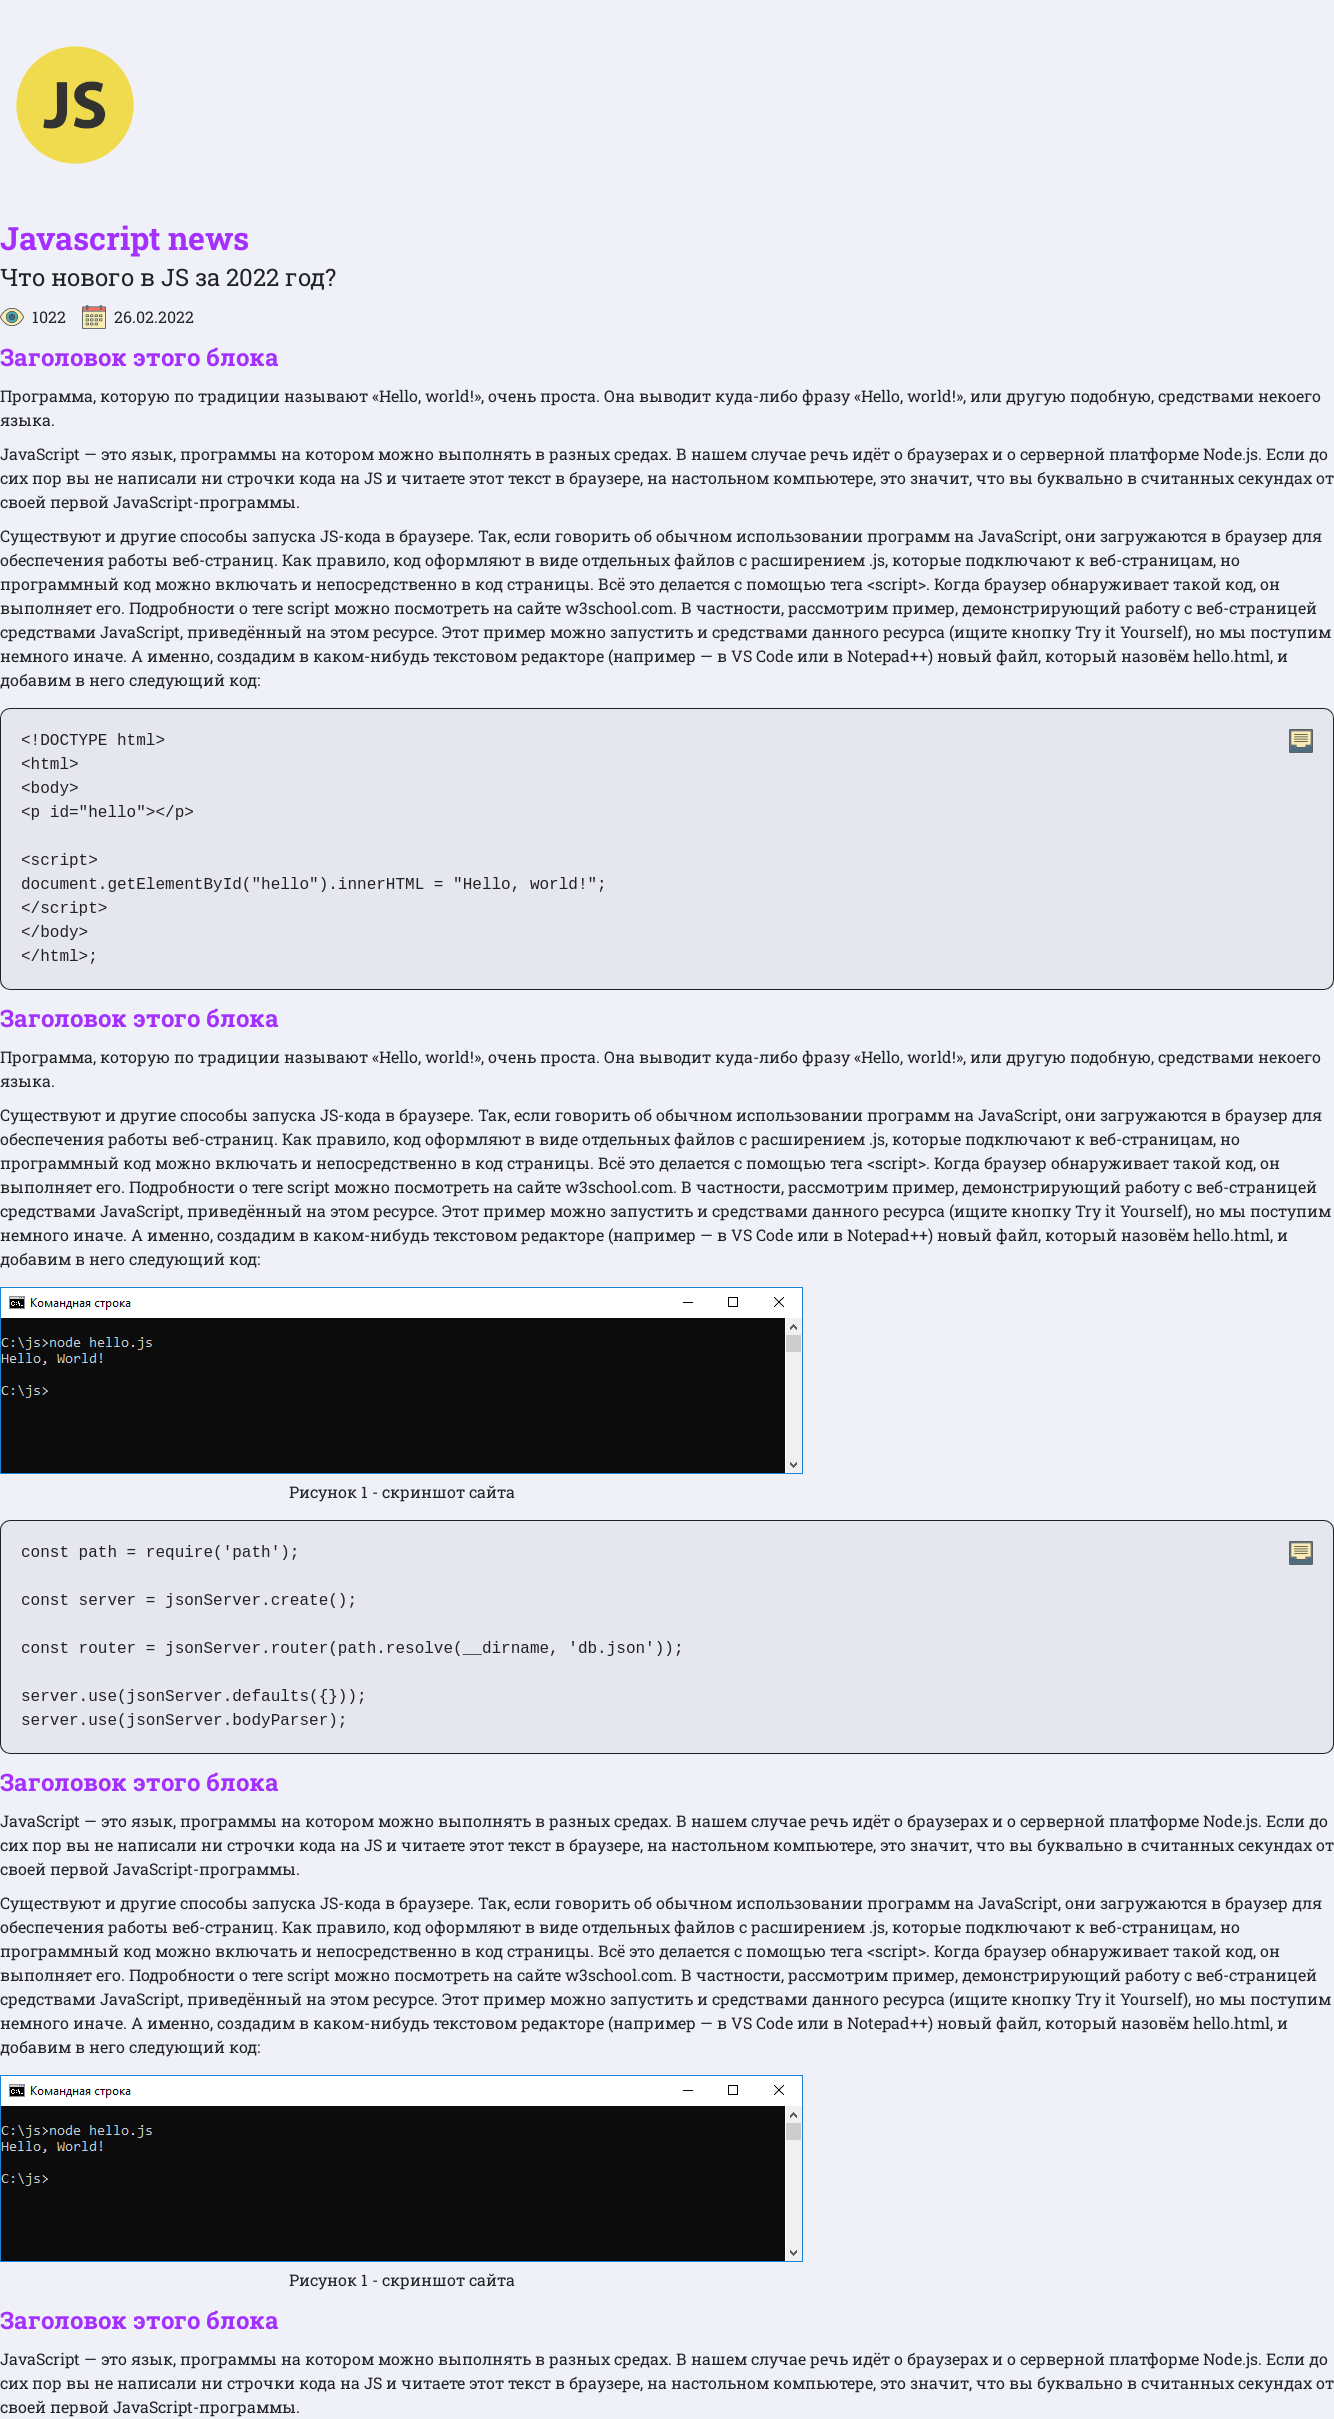 JS
Javascript news
Что нового в JS за 2022 год?
1022 26.02.2022
Заголовок этого блока
Программа, которую по традиции называют «Hello, world!», очень проста. Она выводит куда-либо фразу «Hello, world!», или другую подобную, средствами некоего
языка.
JavaScript — это язык, программы на котором можно выполнять в разных средах. В нашем случае речь идёт о браузерах и о серверной платформе Node.js. Если до
сих пор вы не написали ни строчки кода на JS и читаете этот текст в браузере, на настольном компьютере, это значит, что вы буквально в считанных секундах от
своей первой JavaScript-программы.
Существуют и другие способы запуска JS-кода в браузере. Так, если говорить об обычном использовании программ на JavaScript, они загружаются в браузер для
обеспечения работы веб-страниц. Как правило, код оформляют в виде отдельных файлов с расширением .js, которые подключают к веб-страницам, но
программный код можно включать и непосредственно в код страницы. Всё это делается с помощью тега <script>. Когда браузер обнаруживает такой код, он
выполняет его. Подробности о теге script можно посмотреть на сайте w3school.com. В частности, рассмотрим пример, демонстрирующий работу с веб-страницей
средствами JavaScript, приведённый на этом ресурсе. Этот пример можно запустить и средствами данного ресурса (ищите кнопку Try it Yourself), но мы поступим
немного иначе. А именно, создадим в каком-нибудь текстовом редакторе (например — в VS Code или в Notepad++) новый файл, который назовём hello.html, и
добавим в него следующий код:
<!DOCTYPE html>
<html>
<body>
<p id="hello"></p>
<script>
document.getElementById("hello").innerHTML = "Hello, world!";
</script>
</body>
</html>;
Заголовок этого блока
Программа, которую по традиции называют «Hello, world!», очень проста. Она выводит куда-либо фразу «Hello, world!», или другую подобную, средствами некоего
языка.
Существуют и другие способы запуска JS-кода в браузере. Так, если говорить об обычном использовании программ на JavaScript, они загружаются в браузер для
обеспечения работы веб-страниц. Как правило, код оформляют в виде отдельных файлов с расширением .js, которые подключают к веб-страницам, но
программный код можно включать и непосредственно в код страницы. Всё это делается с помощью тега <script>. Когда браузер обнаруживает такой код, он
выполняет его. Подробности о теге script можно посмотреть на сайте w3school.com. В частности, рассмотрим пример, демонстрирующий работу с веб-страницей
средствами JavaScript, приведённый на этом ресурсе. Этот пример можно запустить и средствами данного ресурса (ищите кнопку Try it Yourself), но мы поступим
немного иначе. А именно, создадим в каком-нибудь текстовом редакторе (например — в VS Code или в Notepad++) новый файл, который назовём hello.html, и
добавим в него следующий код:
C:\. Командная строка
C:\js>node hello.js
Hello, World!
C:\js>
Рисунок 1 - скриншот сайта
const path = require('path');
const server = jsonServer.create();
const router = jsonServer.router(path.resolve(__dirname, 'db.json'));
server.use(jsonServer.defaults({}));
server.use(jsonServer.bodyParser);
Заголовок этого блока
JavaScript — это язык, программы на котором можно выполнять в разных средах. В нашем случае речь идёт о браузерах и о серверной платформе Node.js. Если до
сих пор вы не написали ни строчки кода на JS и читаете этот текст в браузере, на настольном компьютере, это значит, что вы буквально в считанных секундах от
своей первой JavaScript-программы.
Существуют и другие способы запуска JS-кода в браузере. Так, если говорить об обычном использовании программ на JavaScript, они загружаются в браузер для
обеспечения работы веб-страниц. Как правило, код оформляют в виде отдельных файлов с расширением .js, которые подключают к веб-страницам, но
программный код можно включать и непосредственно в код страницы. Всё это делается с помощью тега <script>. Когда браузер обнаруживает такой код, он
выполняет его. Подробности о теге script можно посмотреть на сайте w3school.com. В частности, рассмотрим пример, демонстрирующий работу с веб-страницей
средствами JavaScript, приведённый на этом ресурсе. Этот пример можно запустить и средствами данного ресурса (ищите кнопку Try it Yourself), но мы поступим
немного иначе. А именно, создадим в каком-нибудь текстовом редакторе (например — в VS Code или в Notepad++) новый файл, который назовём hello.html, и
добавим в него следующий код:
C:\. Командная строка
C:\js>node hello.js
Hello, World!
C:\js>
Рисунок 1 - скриншот сайта
Заголовок этого блока
JavaScript — это язык, программы на котором можно выполнять в разных средах. В нашем случае речь идёт о браузерах и о серверной платформе Node.js. Если до
сих пор вы не написали ни строчки кода на JS и читаете этот текст в браузере, на настольном компьютере, это значит, что вы буквально в считанных секундах от
своей первой JavaScript-программы.